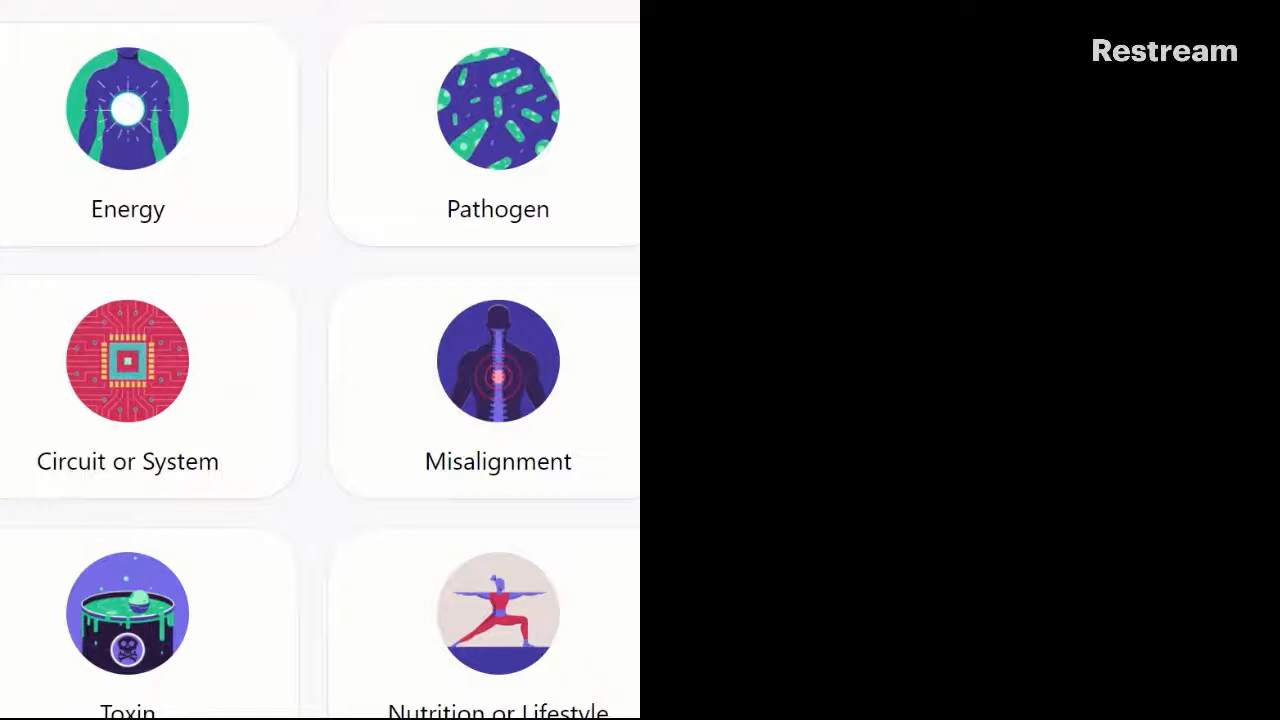 Restream
Energy
Pathogen
Circuit or System
Misalignment
Toxin
Nutrition or Lifestyle